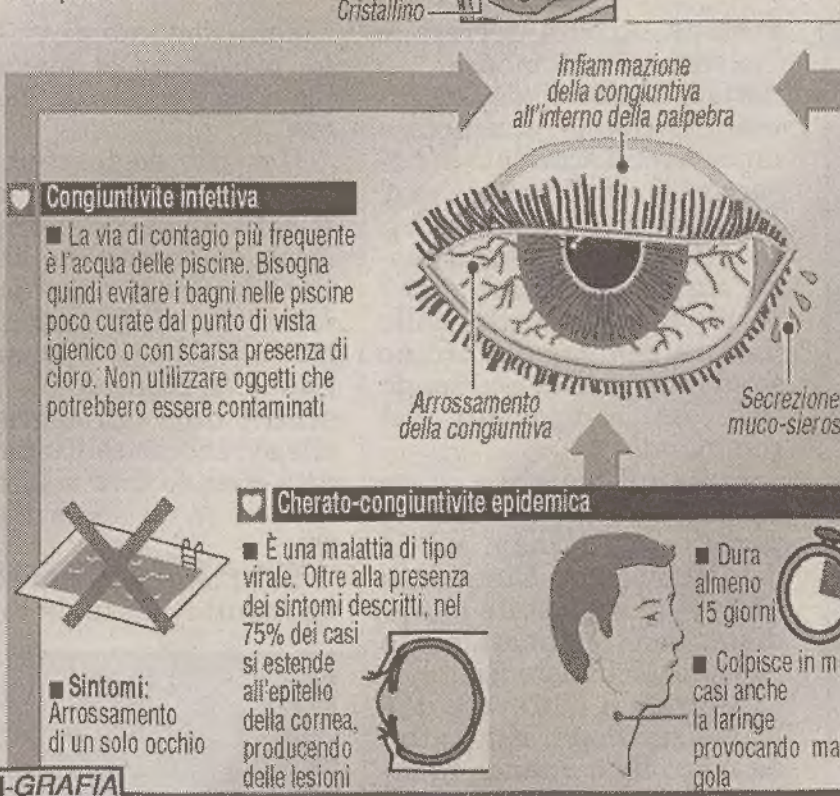 Cristallino
Infiammazione
della congiuntiva
all'interno della palpebra
Congiuntivite infettiva
■ La via di contagio più frequente
è l'acqua delle piscine. Bisogna
quindi evitare i bagni nelle piscine
poco curate dal punto di vista
igienico o con scarsa presenza di
cloro. Non utilizzare oggetti che
potrebbero essere contaminati
Arrossamento
della congiuntiva
Secrezione
■ Sintomi:
Arrossamento
di un solo occhio
Cherato-congiuntivite epidemica
■ È una malattia di tipo
virale. Oltre alla presenza
dei sintomi descritti, nel
75% dei casi
si estende
all'epitelio
della cornea,
producendo
delle lesioni
■ Dura
almeno
15 giorni
■ Colpisce in
casi anche
la laringe
provocando
gola
-GRAFIA